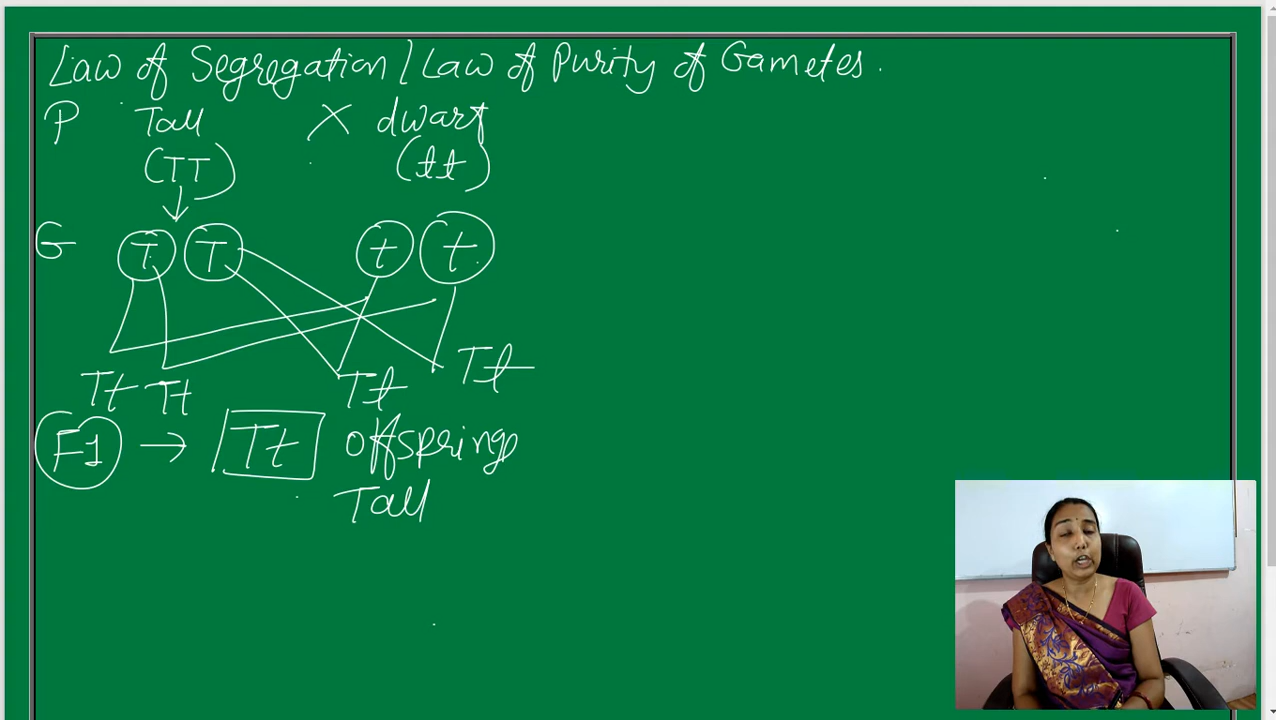 Law of Segregation / Law of Purity of Gametes.
P Tall X dwarf
(TT) (tt)
G T T t t
Tt Tt Tt Tt
F1 → Tt offsprings
Tall